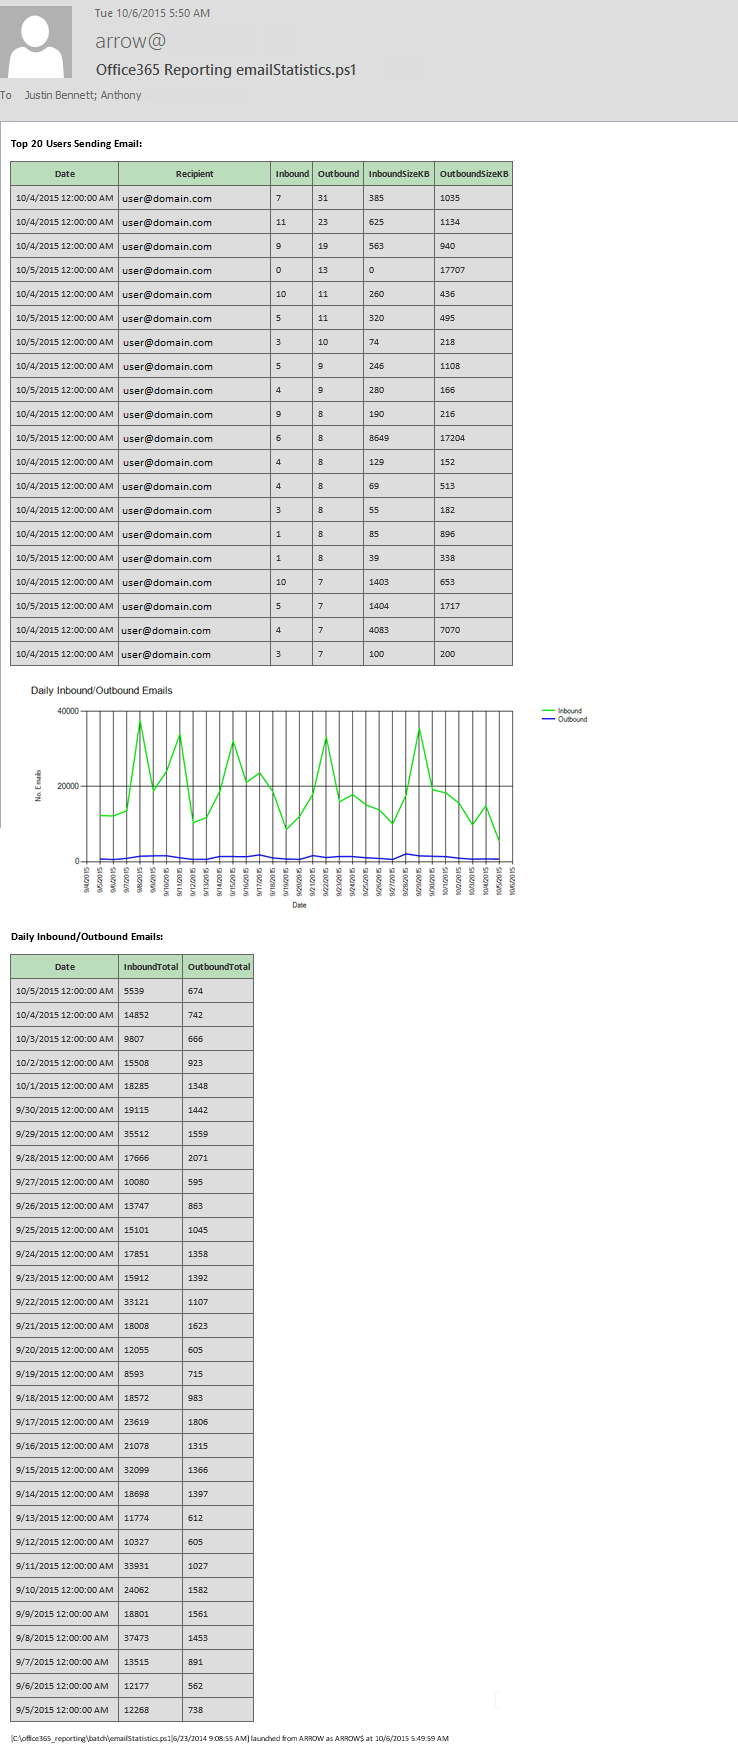 Tue 10/6/2015 5:50 AM
arrow@
Office365 Reporting emailStatistics.ps1
To Justin Bennett; Anthony
Top 20 Users Sending Email:
Date Recipient Inbound Outbound InboundSizeKB OutboundSizeKB
10/4/2015 12:00:00 AM user@domain.com 7 31 385 1035
10/4/2015 12:00:00 AM user@domain.com 11 23 625 1134
10/4/2015 12:00:00 AM user@domain.com 9 19 563 940
10/5/2015 12:00:00 AM user@domain.com 0 13 0 17707
10/4/2015 12:00:00 AM user@domain.com 10 11 260 436
10/5/2015 12:00:00 AM user@domain.com 5 11 320 495
10/5/2015 12:00:00 AM user@domain.com 3 10 74 218
10/4/2015 12:00:00 AM user@domain.com 5 9 246 1108
10/5/2015 12:00:00 AM user@domain.com 4 9 280 166
10/4/2015 12:00:00 AM user@domain.com 9 8 190 216
10/5/2015 12:00:00 AM user@domain.com 6 8 8649 17204
10/4/2015 12:00:00 AM user@domain.com 4 8 129 152
10/4/2015 12:00:00 AM user@domain.com 4 8 69 513
10/4/2015 12:00:00 AM user@domain.com 3 8 55 182
10/4/2015 12:00:00 AM user@domain.com 1 8 85 896
10/5/2015 12:00:00 AM user@domain.com 1 8 39 338
10/4/2015 12:00:00 AM user@domain.com 10 7 1403 653
10/5/2015 12:00:00 AM user@domain.com 5 7 1404 1717
10/4/2015 12:00:00 AM user@domain.com 4 7 4083 7070
10/4/2015 12:00:00 AM user@domain.com 3 7 100 200
Daily Inbound/Outbound Emails
40000
20000
0
No. Emails
Inbound
Outbound
9/4/2015 9/5/2015 9/6/2015 9/7/2015 9/8/2015 9/9/2015 9/10/2015 9/11/2015 9/12/2015 9/13/2015 9/14/2015 9/15/2015 9/16/2015 9/17/2015 9/18/2015 9/19/2015 9/20/2015 9/21/2015 9/22/2015 9/23/2015 9/24/2015 9/25/2015 9/26/2015 9/27/2015 9/28/2015 9/29/2015 9/30/2015 10/1/2015 10/2/2015 10/3/2015 10/4/2015 10/5/2015 10/6/2015
Date
Daily Inbound/Outbound Emails:
Date InboundTotal OutboundTotal
10/5/2015 12:00:00 AM 5539 674
10/4/2015 12:00:00 AM 14852 742
10/3/2015 12:00:00 AM 9807 666
10/2/2015 12:00:00 AM 15508 923
10/1/2015 12:00:00 AM 18285 1348
9/30/2015 12:00:00 AM 19115 1442
9/29/2015 12:00:00 AM 35512 1559
9/28/2015 12:00:00 AM 17666 2071
9/27/2015 12:00:00 AM 10080 595
9/26/2015 12:00:00 AM 13747 863
9/25/2015 12:00:00 AM 15101 1045
9/24/2015 12:00:00 AM 17851 1358
9/23/2015 12:00:00 AM 15912 1392
9/22/2015 12:00:00 AM 33121 1107
9/21/2015 12:00:00 AM 18008 1623
9/20/2015 12:00:00 AM 12055 605
9/19/2015 12:00:00 AM 8593 715
9/18/2015 12:00:00 AM 18572 983
9/17/2015 12:00:00 AM 23619 1806
9/16/2015 12:00:00 AM 21078 1315
9/15/2015 12:00:00 AM 32099 1366
9/14/2015 12:00:00 AM 18698 1397
9/13/2015 12:00:00 AM 11774 612
9/12/2015 12:00:00 AM 10327 605
9/11/2015 12:00:00 AM 33931 1027
9/10/2015 12:00:00 AM 24062 1582
9/9/2015 12:00:00 AM 18801 1561
9/8/2015 12:00:00 AM 37473 1453
9/7/2015 12:00:00 AM 13515 891
9/6/2015 12:00:00 AM 12177 562
9/5/2015 12:00:00 AM 12268 738
[C:\office365_reporting\batch\emailStatistics.ps1[6/23/2014 9:08:55 AM] launched from ARROW as ARROW$ at 10/6/2015 5:49:59 AM